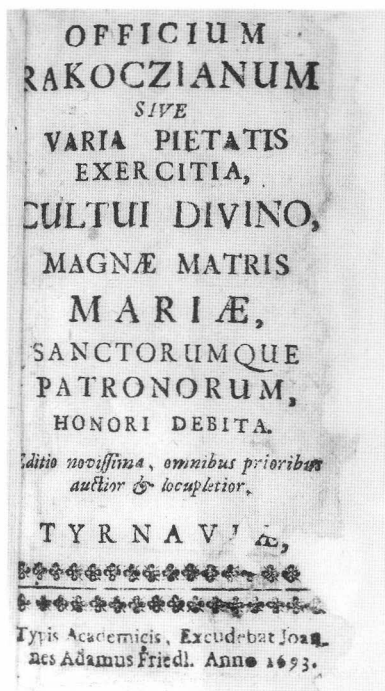 OFFICIUM
RAKOCZIANUM
SIVE
VARIA PIETATIS
EXERCITIA,
CULTUI DIVINO,
MAGNÆ MATRIS
MARIÆ,
SANCTORUMQUE
PATRONORUM,
HONORI DEBITA.
Editio noviſſima, omnibus prioribus
auctior & locupletior.
TYRNAVIÆ,
Typis Academicis, Excudebat Joan-
nes Adamus Friedl. Anno 1693.